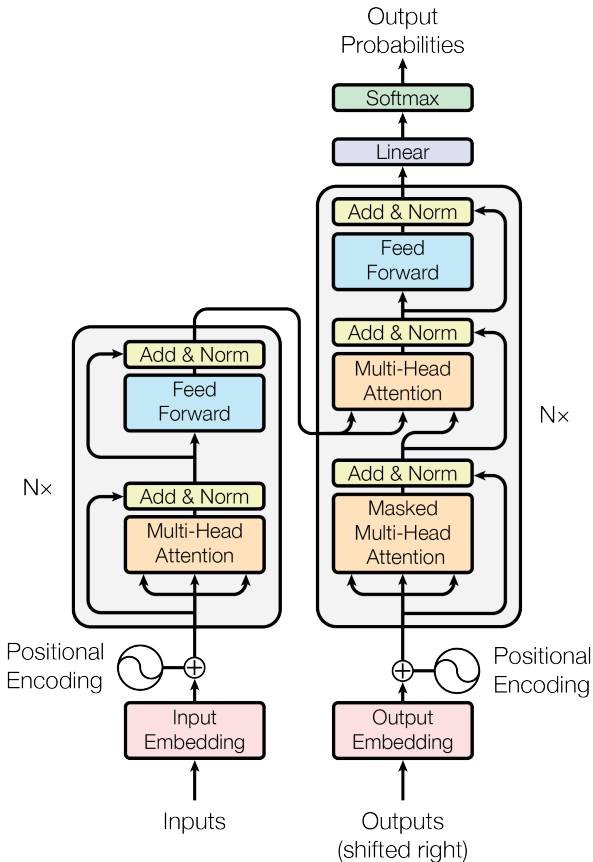 Output
Probabilities
Softmax
Linear
Add & Norm
Feed
Forward
Add & Norm
Multi-Head
Attention
Add & Norm
Masked
Multi-Head
Attention
N×
Add & Norm
Feed
Forward
Add & Norm
Multi-Head
Attention
N×
Positional
Encoding
Positional
Encoding
Input
Embedding
Output
Embedding
Inputs
Outputs
(shifted right)